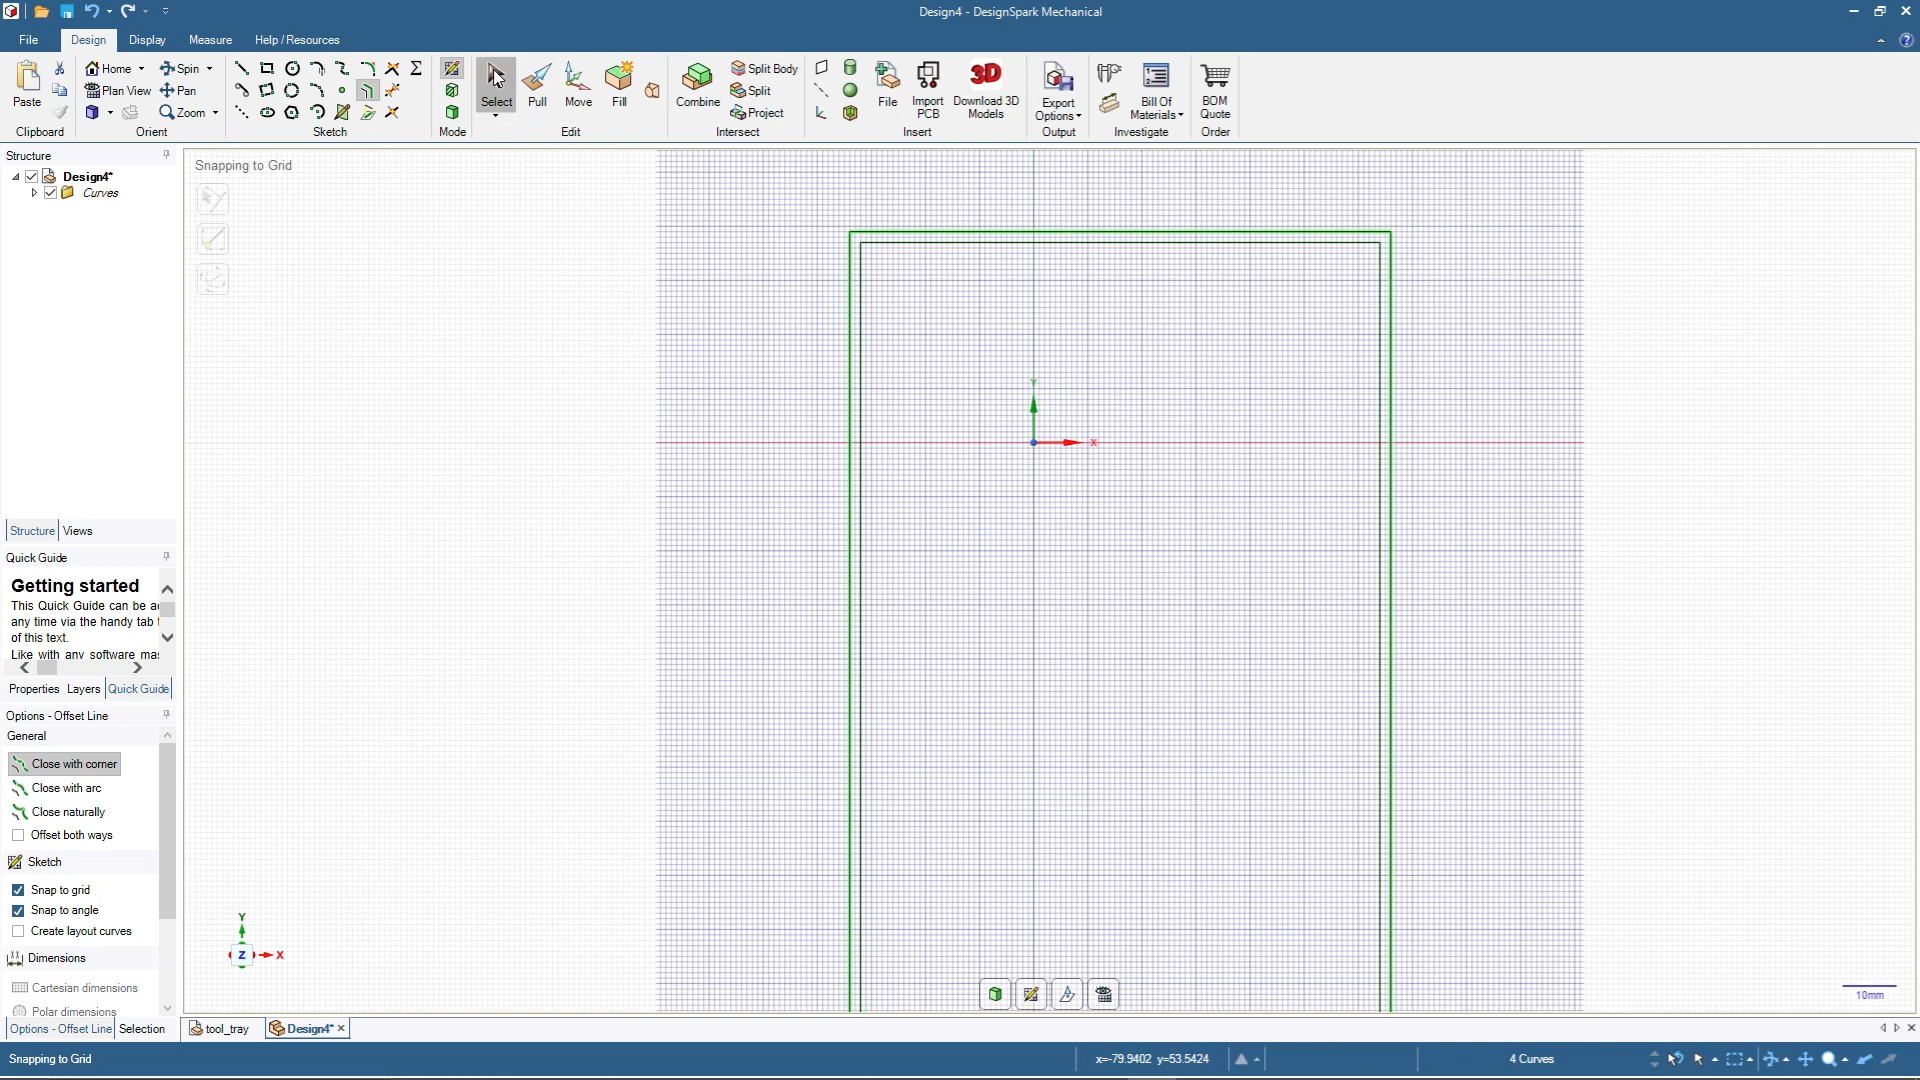 Design4 - DesignSpark Mechanical
File Design Display Measure Help / Resources
Paste
Home
Plan View
Spin
Pan
Zoom
Select
Pull
Move
Fill
Combine
Split Body
Split
Project
File
Import PCB
Download 3D Models
Export Options
Bill Of Materials
BOM Quote
Clipboard Orient Sketch Mode Edit Intersect Insert Output Investigate Order
Structure
Design4*
Curves
Structure Views
Quick Guide
Getting started
This Quick Guide can be a
any time via the handy tab
of this text.
Like with any software mas
Properties Layers Quick Guide
Options - Offset Line
General
Close with corner
Close with arc
Close naturally
Offset both ways
Sketch
Snap to grid
Snap to angle
Create layout curves
Dimensions
Cartesian dimensions
Polar dimensions
Options - Offset Line Selection
Snapping to Grid
Y
X
Y
Z X
10mm
tool_tray Design4*
Snapping to Grid
x=-79.9402 y=53.5424
4 Curves